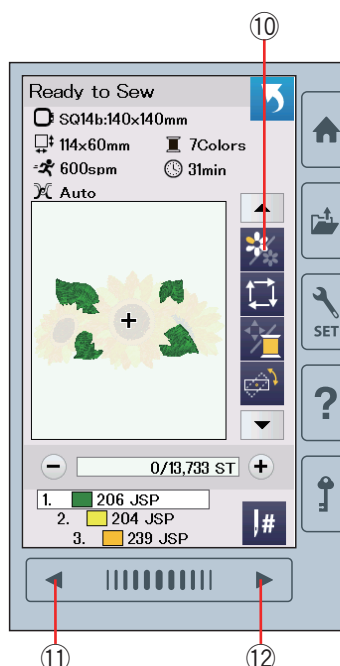 ⑩
Ready to Sew
SQ14b:140x140mm
114x60mm 7Colors
600spm 31min
Auto
SET
?
− 0/13,733 ST +
1. 206 JSP
2. 204 JSP
3. 239 JSP
#
⑪ ⑫